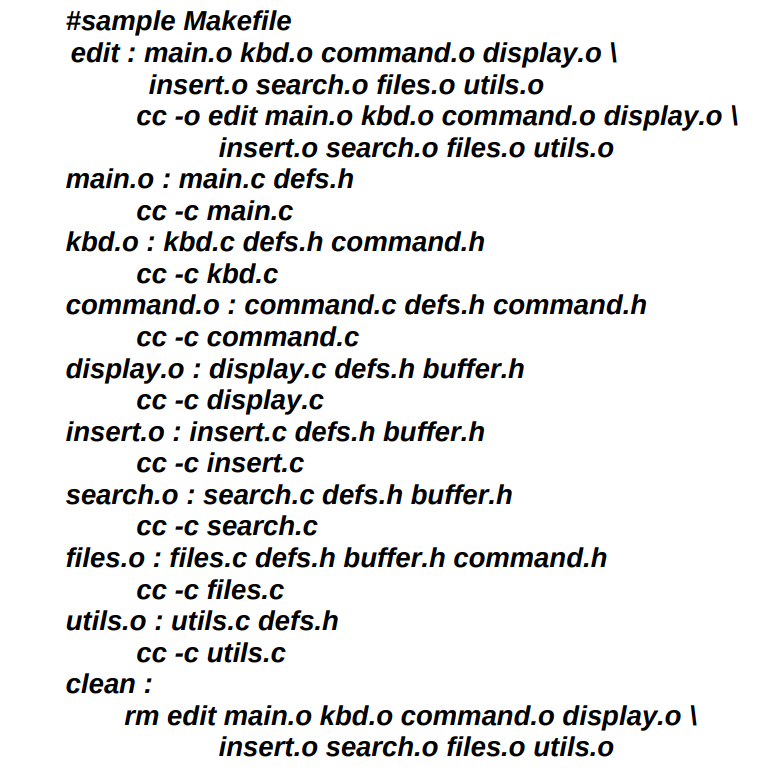 #sample Makefile
edit : main.o kbd.o command.o display.o \
insert.o search.o files.o utils.o
cc -o edit main.o kbd.o command.o display.o \
insert.o search.o files.o utils.o
main.o : main.c defs.h
cc -c main.c
kbd.o : kbd.c defs.h command.h
cc -c kbd.c
command.o : command.c defs.h command.h
cc -c command.c
display.o : display.c defs.h buffer.h
cc -c display.c
insert.o : insert.c defs.h buffer.h
cc -c insert.c
search.o : search.c defs.h buffer.h
cc -c search.c
files.o : files.c defs.h buffer.h command.h
cc -c files.c
utils.o : utils.c defs.h
cc -c utils.c
clean :
rm edit main.o kbd.o command.o display.o \
insert.o search.o files.o utils.o